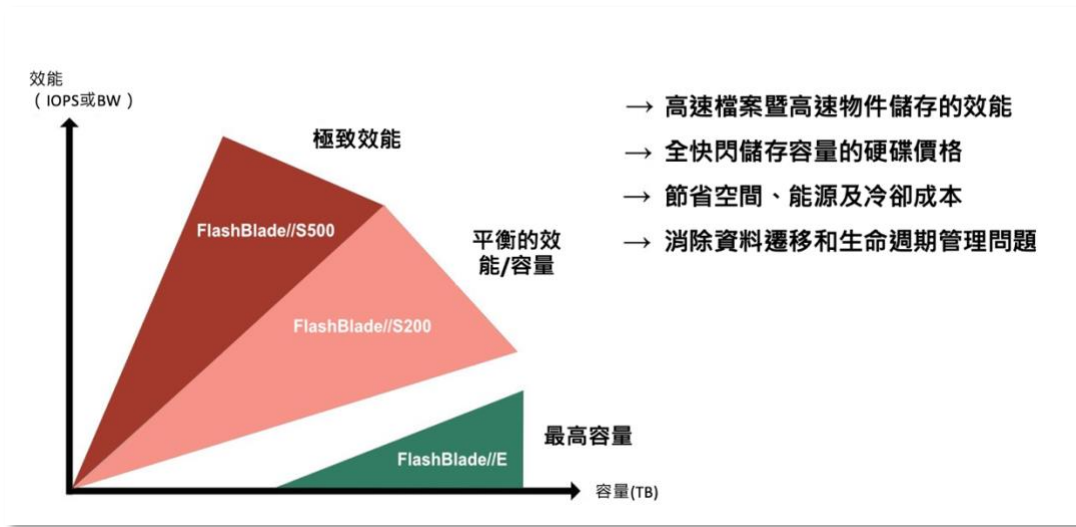 效能
（IOPS或BW）
極致效能
FlashBlade//S500
平衡的效
能/容量
FlashBlade//S200
最高容量
FlashBlade//E
容量(TB)
→ 高速檔案暨高速物件儲存的效能
→ 全快閃儲存容量的硬碟價格
→ 節省空間、能源及冷卻成本
→ 消除資料遷移和生命週期管理問題